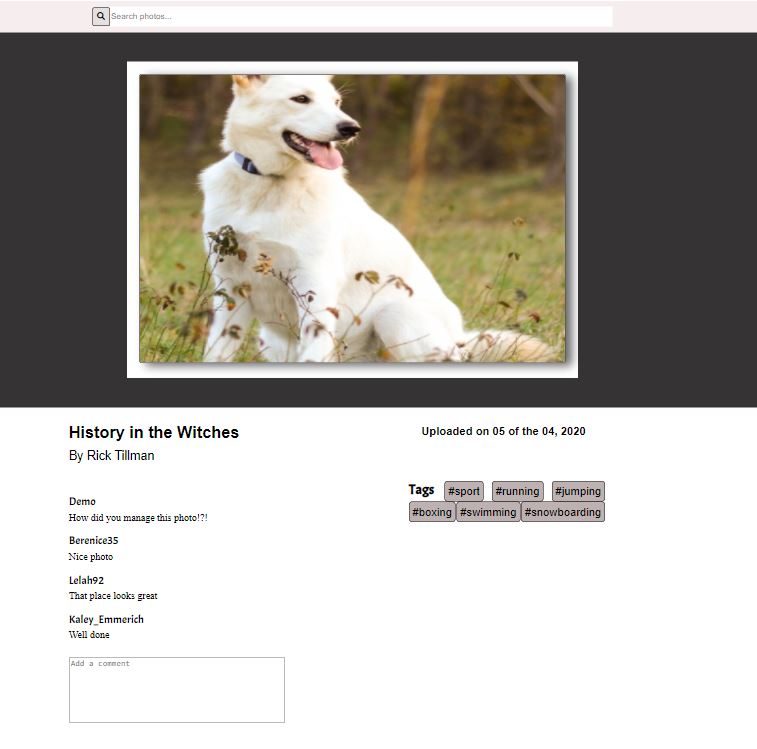 Search photos...
History in the Witches
By Rick Tillman
Uploaded on 05 of the 04, 2020
Demo
How did you manage this photo!?!
Berenice35
Nice photo
Lelah92
That place looks great
Kaley_Emmerich
Well done
Add a comment
Tags #sport #running #jumping
#boxing #swimming #snowboarding